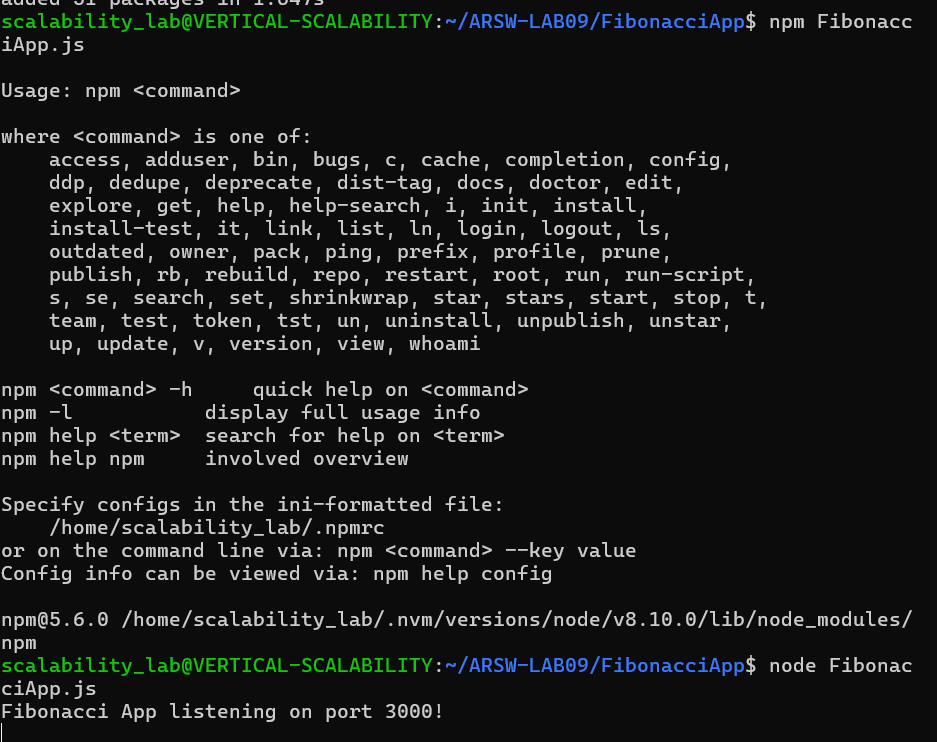 added 51 packages in 1.647s
scalability_lab@VERTICAL-SCALABILITY:~/ARSW-LAB09/FibonacciApp$ npm Fibonacc
iApp.js
Usage: npm <command>
where <command> is one of:
    access, adduser, bin, bugs, c, cache, completion, config,
    ddp, dedupe, deprecate, dist-tag, docs, doctor, edit,
    explore, get, help, help-search, i, init, install,
    install-test, it, link, list, ln, login, logout, ls,
    outdated, owner, pack, ping, prefix, profile, prune,
    publish, rb, rebuild, repo, restart, root, run, run-script,
    s, se, search, set, shrinkwrap, star, stars, start, stop, t,
    team, test, token, tst, un, uninstall, unpublish, unstar,
    up, update, v, version, view, whoami
npm <command> -h     quick help on <command>
npm -l           display full usage info
npm help <term>  search for help on <term>
npm help npm     involved overview
Specify configs in the ini-formatted file:
    /home/scalability_lab/.npmrc
or on the command line via: npm <command> --key value
Config info can be viewed via: npm help config
npm@5.6.0 /home/scalability_lab/.nvm/versions/node/v8.10.0/lib/node_modules/
npm
scalability_lab@VERTICAL-SCALABILITY:~/ARSW-LAB09/FibonacciApp$ node Fibonac
ciApp.js
Fibonacci App listening on port 3000!